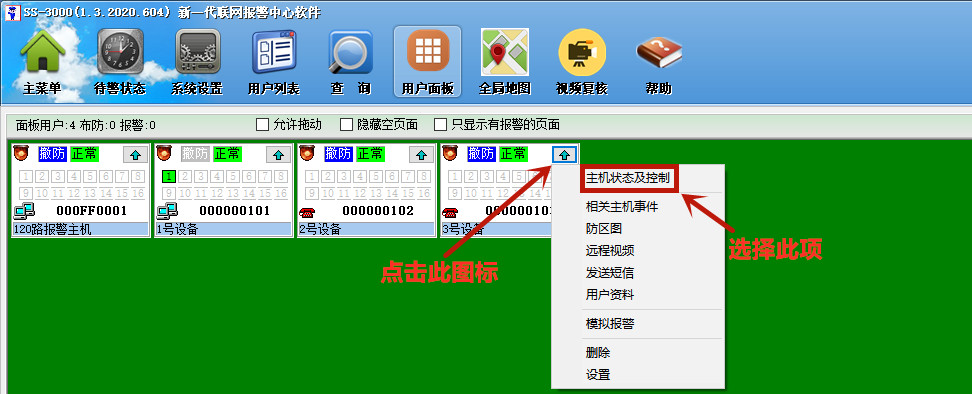 SS-3000(1.3.2020.604) 新一代联网报警中心软件
主菜单 待警状态 系统设置 用户列表 查 询 用户面板 全局地图 视频复核 帮助
面板用户:4 布防:0 报警:0 允许拖动 隐藏空页面 只显示有报警的页面
撤防 正常 撤防 正常 撤防 正常 撤防 正常
1 2 3 4 5 6 7 8 1 2 3 4 5 6 7 8 1 2 3 4 5 6 7 8 1 2 3 4 5 6 7 8
9 10 11 12 13 14 15 16 9 10 11 12 13 14 15 16 9 10 11 12 13 14 15 16 9 10 11 12 13 14 15 16
000FF0001 000000101 000000102 00000010
120路报警主机 1号设备 2号设备 3号设备
主机状态及控制
相关主机事件
防区图
远程视频
发送短信
用户资料
模拟报警
删除
设置
点击此图标
选择此项